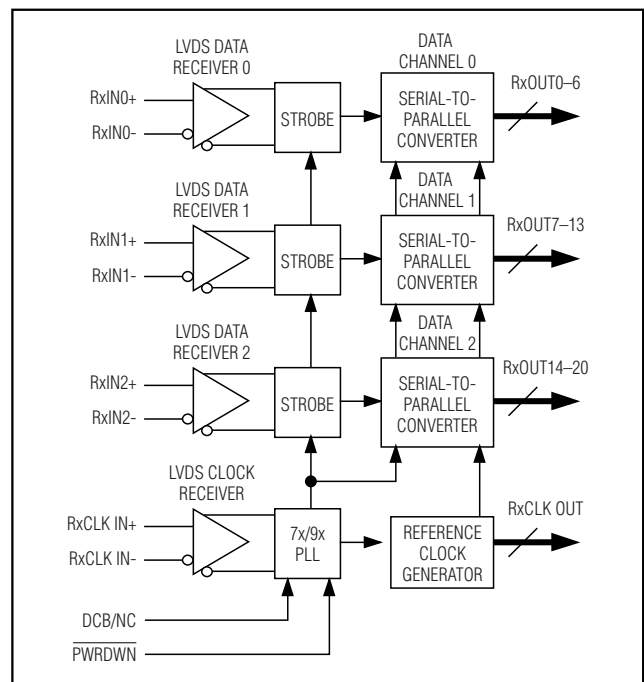 LVDS DATA
RECEIVER 0
DATA
CHANNEL 0
RxIN0+
RxIN0-
STROBE
SERIAL-TO-
PARALLEL
CONVERTER
RxOUT0–6
LVDS DATA
RECEIVER 1
DATA
CHANNEL 1
RxIN1+
RxIN1-
STROBE
SERIAL-TO-
PARALLEL
CONVERTER
RxOUT7–13
LVDS DATA
RECEIVER 2
DATA
CHANNEL 2
RxIN2+
RxIN2-
STROBE
SERIAL-TO-
PARALLEL
CONVERTER
RxOUT14–20
LVDS CLOCK
RECEIVER
RxCLK IN+
RxCLK IN-
7x/9x
PLL
REFERENCE
CLOCK
GENERATOR
RxCLK OUT
DCB/NC
PWRDWN